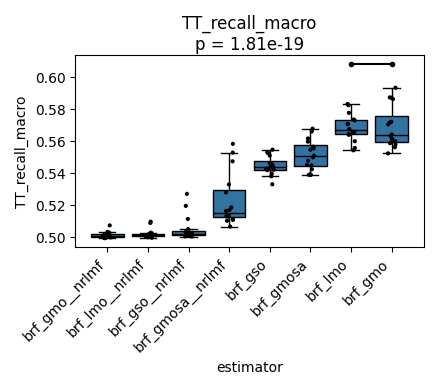 TT_recall_macro
p = 1.81e-19
TT_recall_macro
0.60
0.58
0.56
0.54
0.52
0.50
brf_gmo__nrlmf
brf_lmo__nrlmf
brf_gso__nrlmf
brf_gmosa__nrlmf
brf_gso
brf_gmosa
brf_lmo
brf_gmo
estimator